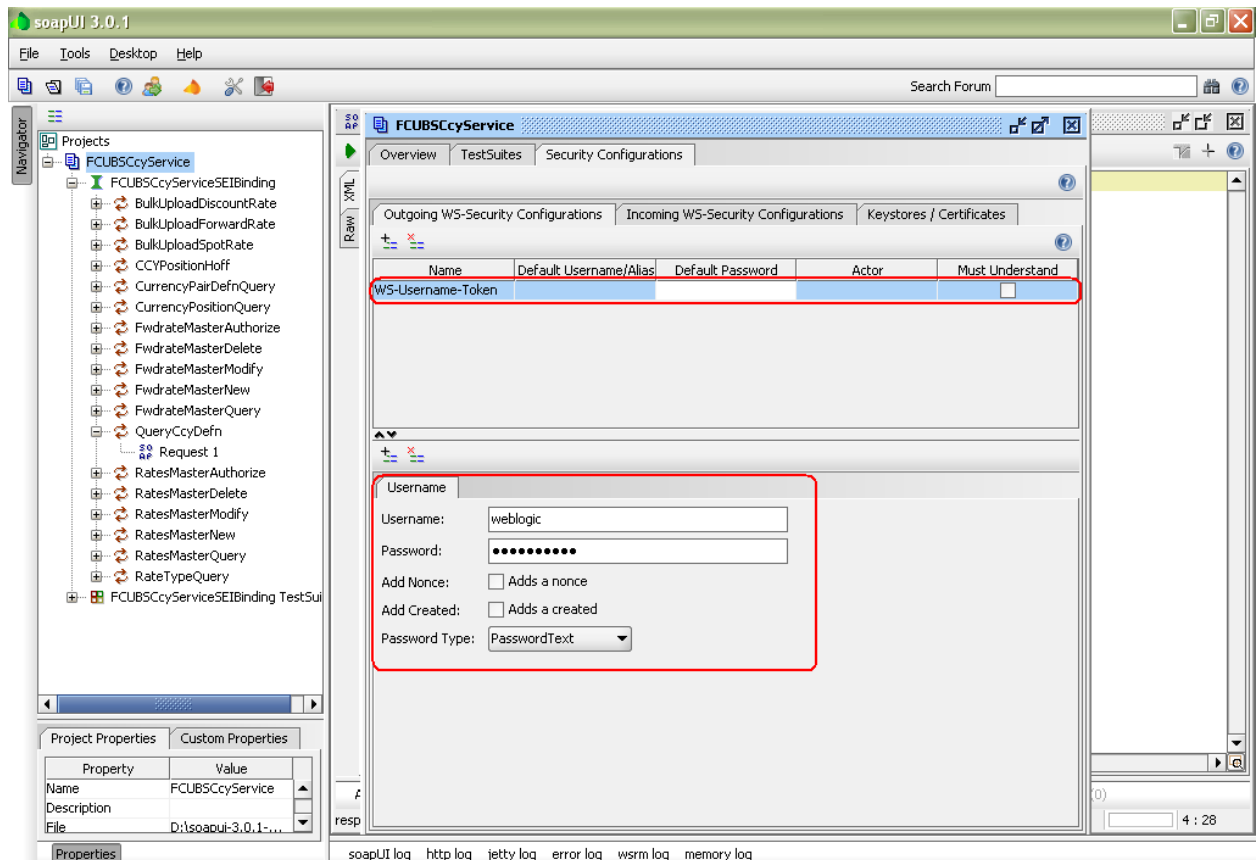 soapUI 3.0.1
File Tools Desktop Help
Search Forum
Navigator
Projects
FCUBSCcyService
FCUBSCcyServiceSEIBinding
BulkUploadDiscountRate
BulkUploadForwardRate
BulkUploadSpotRate
CCYPositionHoff
CurrencyPairDefnQuery
CurrencyPositionQuery
FwdrateMasterAuthorize
FwdrateMasterDelete
FwdrateMasterModify
FwdrateMasterNew
FwdrateMasterQuery
QueryCcyDefn
Request 1
RatesMasterAuthorize
RatesMasterDelete
RatesMasterModify
RatesMasterNew
RatesMasterQuery
RateTypeQuery
FCUBSCcyServiceSEIBinding TestSui
Project Properties Custom Properties
Property Value
Name FCUBSCcyService
Description
File D:\soapui-3.0.1-...
Properties
XML
Raw
FCUBSCcyService
Overview TestSuites Security Configurations
Outgoing WS-Security Configurations Incoming WS-Security Configurations Keystores / Certificates
Name Default Username/Alias Default Password Actor Must Understand
WS-Username-Token
Username
Username: weblogic
Password: ●●●●●●●●●●
Add Nonce: Adds a nonce
Add Created: Adds a created
Password Type: PasswordText
(0)
resp
4 : 28
soapUI log http log jetty log error log wsrm log memory log